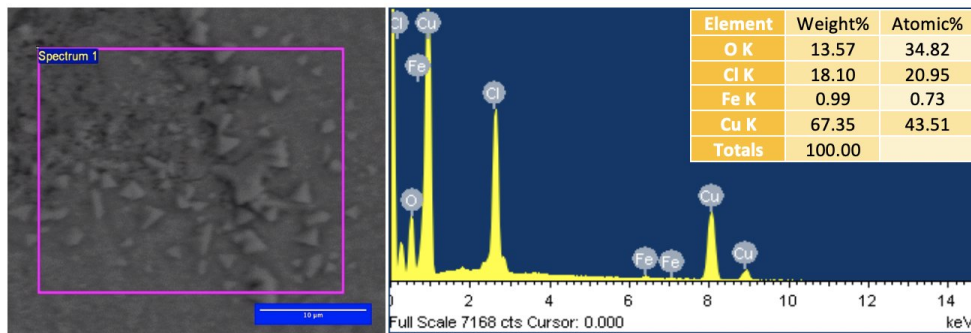 Spectrum 1
10 µm
Cl
Cu
Fe
O
Cl
Fe
Fe
Cu
Cu
0 2 4 6 8 10 12 14
Full Scale 7168 cts Cursor: 0.000 keV
Element Weight% Atomic%
O K 13.57 34.82
Cl K 18.10 20.95
Fe K 0.99 0.73
Cu K 67.35 43.51
Totals 100.00